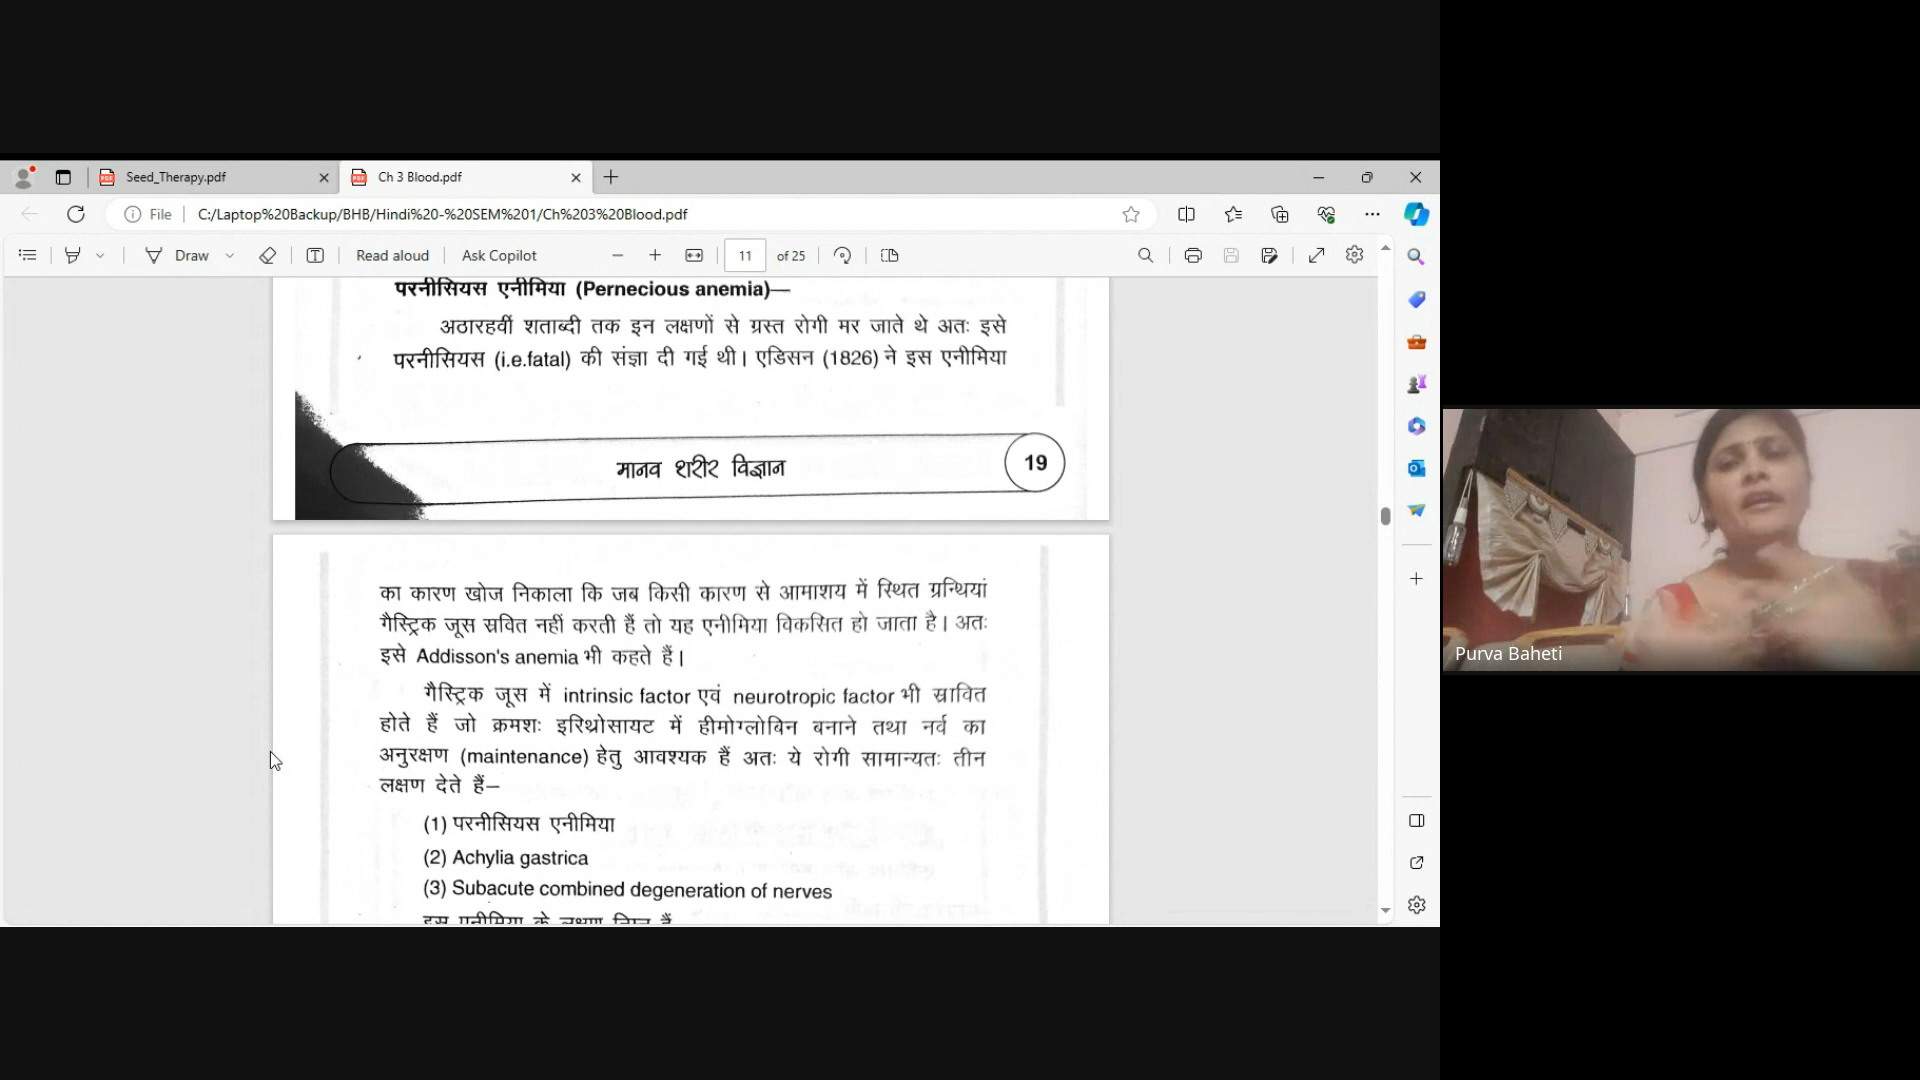 Seed_Therapy.pdf
Ch 3 Blood.pdf
File
C:/Laptop%20Backup/BHB/Hindi%20-%20SEM%201/Ch%203%20Blood.pdf
Draw
Read aloud
Ask Copilot
11
of 25
परनीसियस एनीमिया (Pernecious anemia)—
अठारहवीं शताब्दी तक इन लक्षणों से ग्रस्त रोगी मर जाते थे अतः इसे
परनीसियस (i.e.fatal) की संज्ञा दी गई थी। एडिसन (1826) ने इस एनीमिया
मानव शरीर विज्ञान
19
का कारण खोज निकाला कि जब किसी कारण से आमाशय में स्थित ग्रन्थियां
गैस्ट्रिक जूस स्रवित नहीं करती हैं तो यह एनीमिया विकसित हो जाता है। अतः
इसे Addisson's anemia भी कहते हैं।
गैस्ट्रिक जूस में intrinsic factor एवं neurotropic factor भी स्रावित
होते हैं जो क्रमशः इरिथ्रोसायट में हीमोग्लोबिन बनाने तथा नर्व का
अनुरक्षण (maintenance) हेतु आवश्यक हैं अतः ये रोगी सामान्यतः तीन
लक्षण देते हैं—
(1) परनीसियस एनीमिया
(2) Achylia gastrica
(3) Subacute combined degeneration of nerves
इस एनीमिया के लक्षण निम्न हैं
Purva Baheti